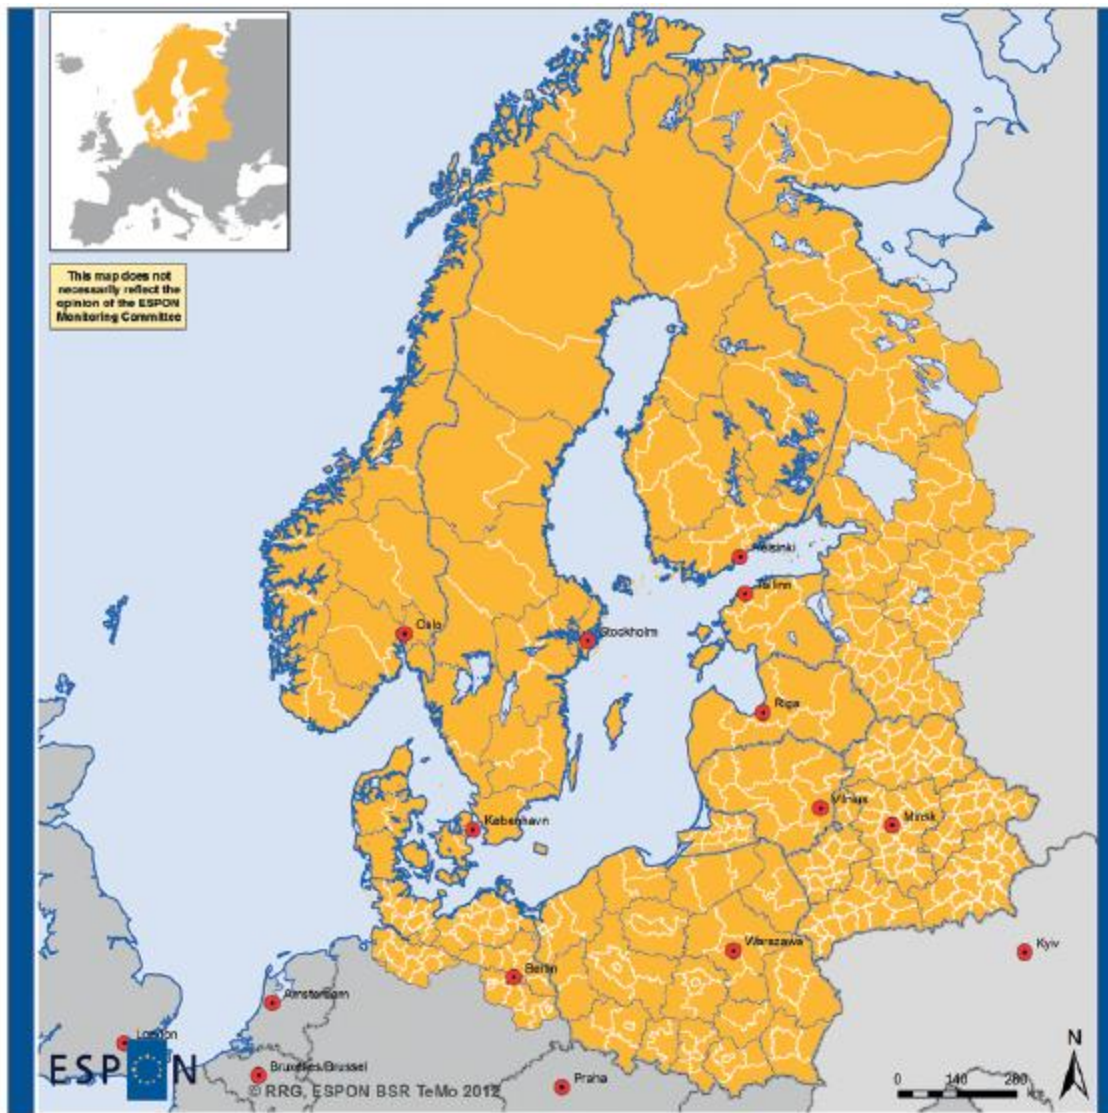 This map does not
necessarily reflect the
opinion of the ESPON
Monitoring Committee
Helsinki
Tallinn
Oslo
Stockholm
Riga
Vilnius
Minsk
København
Warszawa
Kyiv
Berlin
Amsterdam
London
N
ESPON
Bruxelles/Brussel
Praha
0 140 280
© RRG, ESPON BSR TeMo 2012